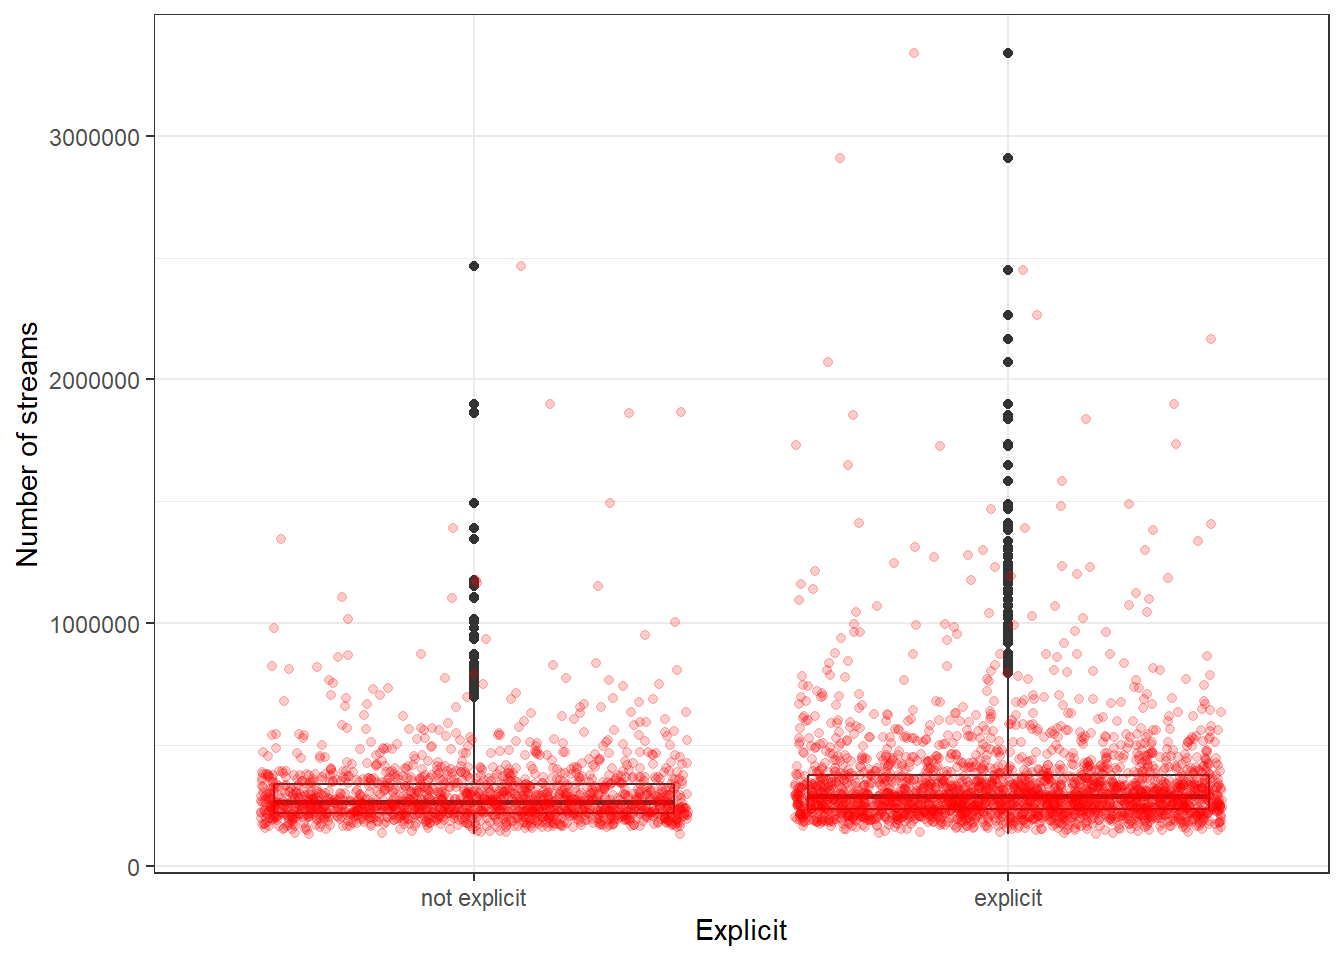 Number of streams
3000000
2000000
1000000
0
not explicit
explicit
Explicit